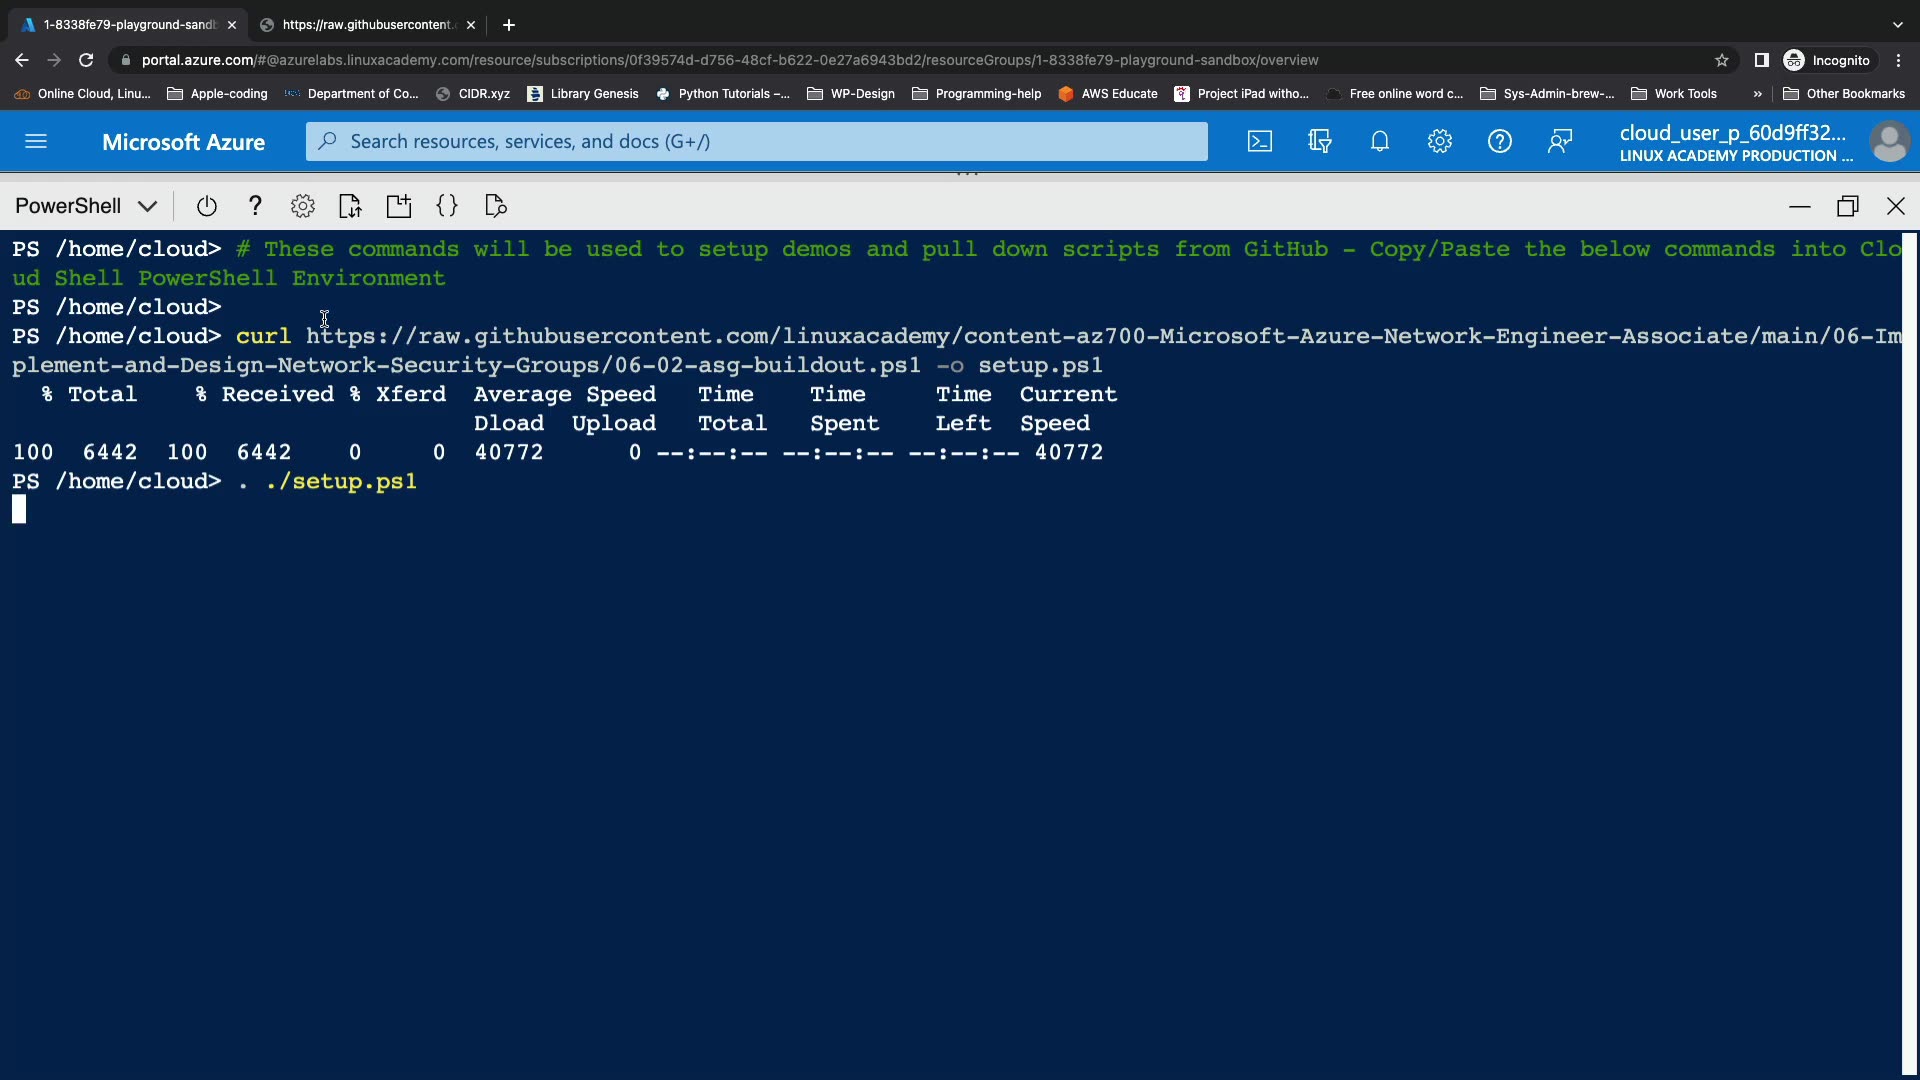 1-8338fe79-playground-sandb
https://raw.githubusercontent.c
portal.azure.com/#@azurelabs.linuxacademy.com/resource/subscriptions/0f39574d-d756-48cf-b622-0e27a6943bd2/resourceGroups/1-8338fe79-playground-sandbox/overview
Incognito
Online Cloud, Linu... Apple-coding Department of Co... CIDR.xyz Library Genesis Python Tutorials –... WP-Design Programming-help AWS Educate Project iPad witho... Free online word c... Sys-Admin-brew-... Work Tools » Other Bookmarks
Microsoft Azure
Search resources, services, and docs (G+/)
cloud_user_p_60d9ff32...
LINUX ACADEMY PRODUCTION ...
PowerShell
PS /home/cloud> # These commands will be used to setup demos and pull down scripts from GitHub - Copy/Paste the below commands into Clo
ud Shell PowerShell Environment
PS /home/cloud>
PS /home/cloud> curl https://raw.githubusercontent.com/linuxacademy/content-az700-Microsoft-Azure-Network-Engineer-Associate/main/06-Im
plement-and-Design-Network-Security-Groups/06-02-asg-buildout.ps1 -o setup.ps1
% Total % Received % Xferd Average Speed Time Time Time Current
Dload Upload Total Spent Left Speed
100 6442 100 6442 0 0 40772 0 --:--:-- --:--:-- --:--:-- 40772
PS /home/cloud> . ./setup.ps1